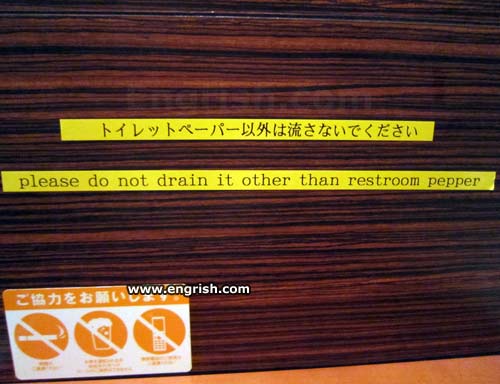 Engrish.com
トイレットペーパー以外は流さないでください
please do not drain it other than restroom pepper
www.engrish.com
ご協力をお願いします。